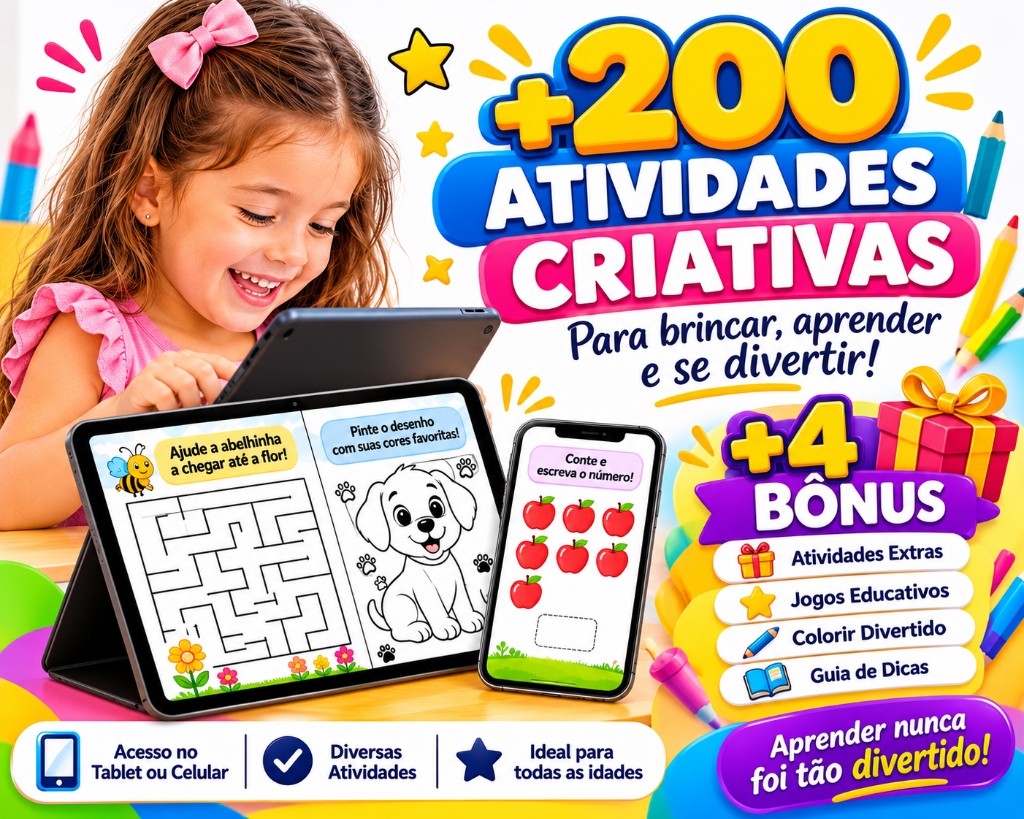 +200
ATIVIDADES
CRIATIVAS
Para brincar, aprender
e se divertir!
Ajude a abelhinha
a chegar até a flor!
Pinte o desenho
com suas cores favoritas!
Conte e
escreva o número!
+4
BÔNUS
Atividades Extras
Jogos Educativos
Colorir Divertido
Guia de Dicas
Aprender nunca
foi tão divertido!
Acesso no
Tablet ou Celular
Diversas
Atividades
Ideal para
todas as idades